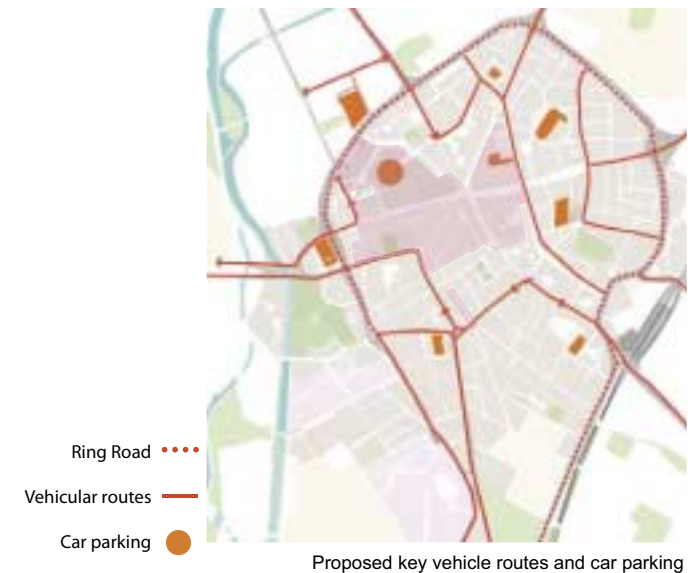 Ring Road
Vehicular routes
Car parking
Proposed key vehicle routes and car parking